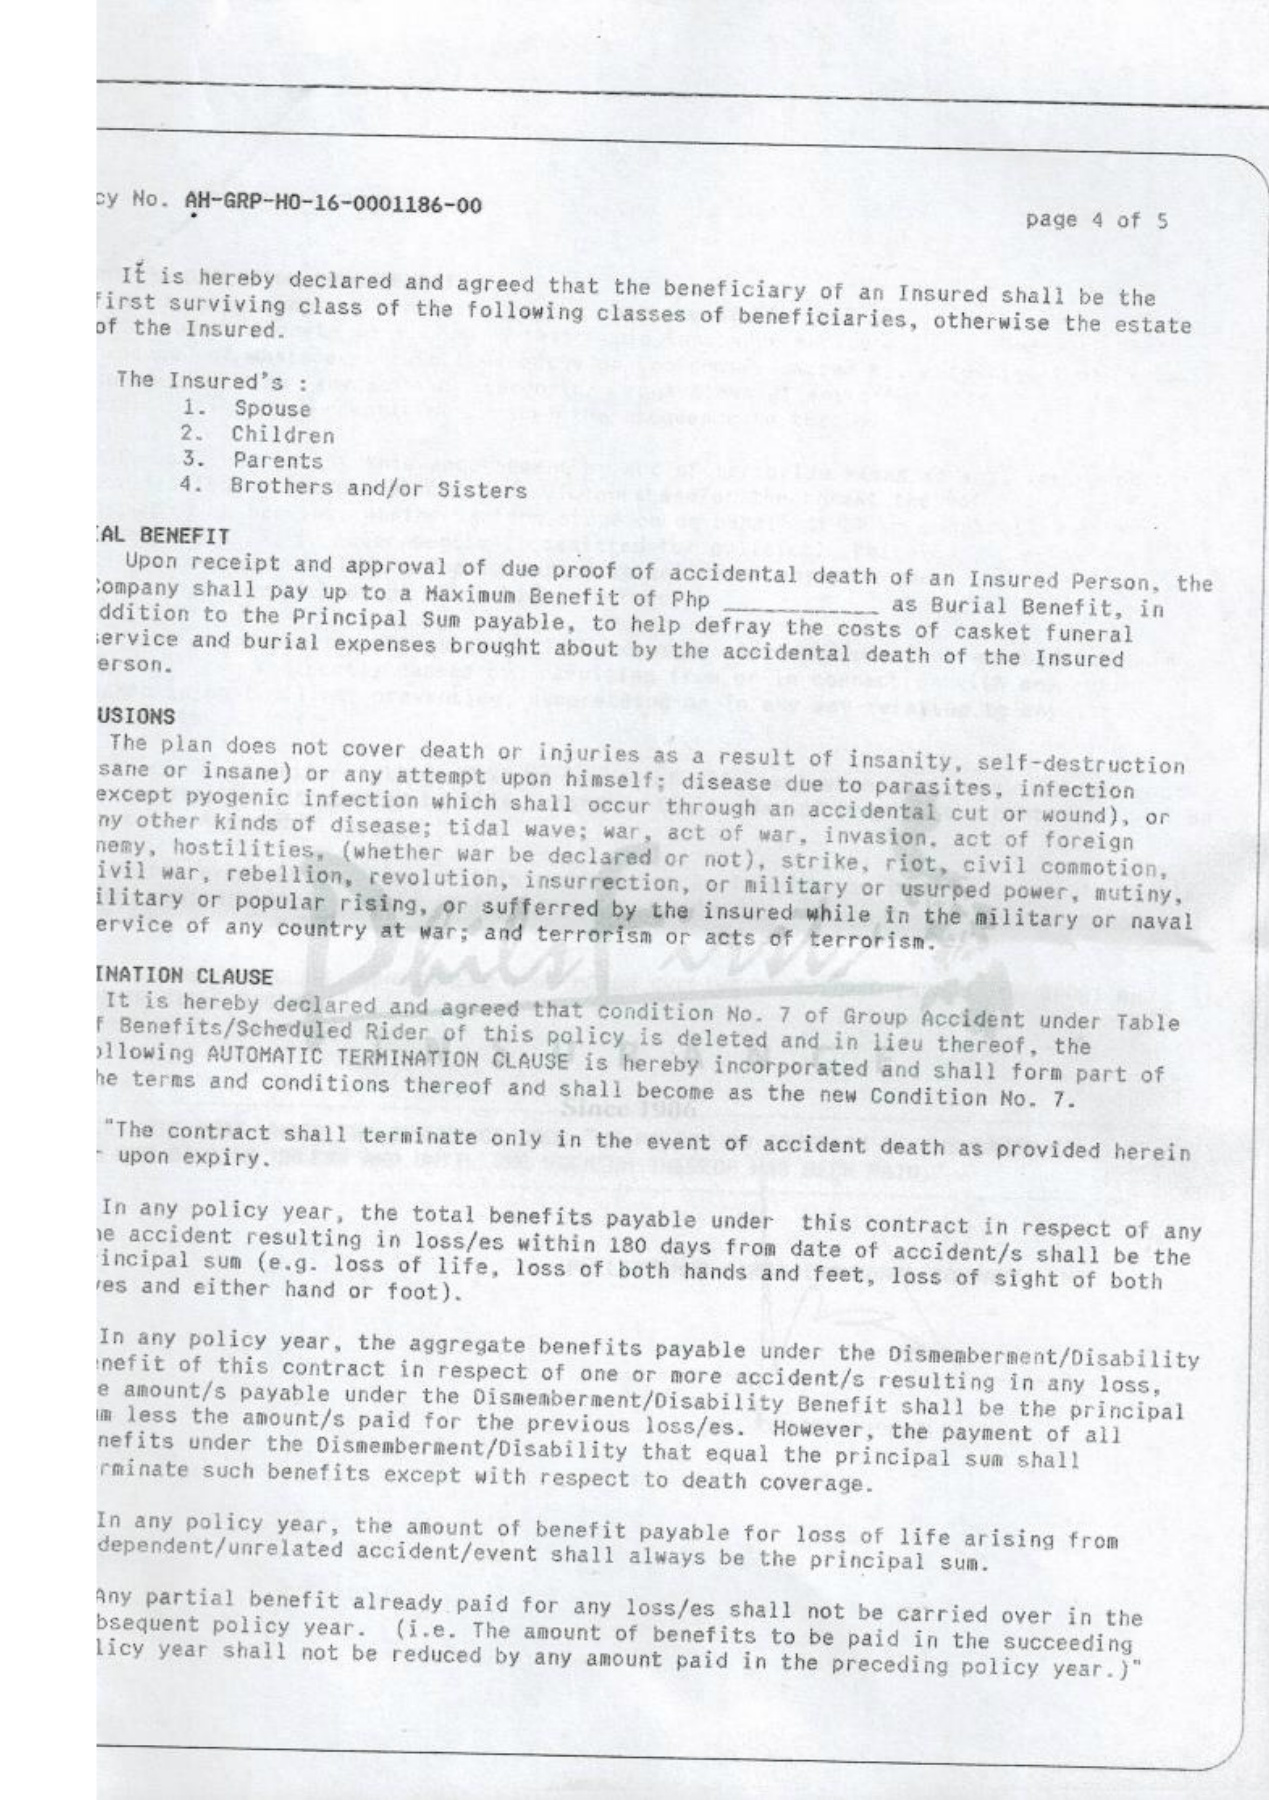 cy No. AH-GRP-HO-16-0001186-00
page 4 of 5
It is hereby declared and agreed that the beneficiary of an Insured shall be the
first surviving class of the following classes of beneficiaries, otherwise the estate
of the Insured.
The Insured's :
1. Spouse
2. Children
3. Parents
4. Brothers and/or Sisters
IAL BENEFIT
Upon receipt and approval of due proof of accidental death of an Insured Person, the
Company shall pay up to a Maximum Benefit of Php ____________ as Burial Benefit, in
ddition to the Principal Sum payable, to help defray the costs of casket funeral
service and burial expenses brought about by the accidental death of the Insured
erson.
USIONS
The plan does not cover death or injuries as a result of insanity, self-destruction
sane or insane) or any attempt upon himself; disease due to parasites, infection
except pyogenic infection which shall occur through an accidental cut or wound), or
ny other kinds of disease; tidal wave; war, act of war, invasion, act of foreign
nemy, hostilities, (whether war be declared or not), strike, riot, civil commotion,
ivil war, rebellion, revolution, insurrection, or military or usurped power, mutiny,
ilitary or popular rising, or sufferred by the insured while in the military or naval
ervice of any country at war; and terrorism or acts of terrorism.
INATION CLAUSE
It is hereby declared and agreed that condition No. 7 of Group Accident under Table
f Benefits/Scheduled Rider of this policy is deleted and in lieu thereof, the
ollowing AUTOMATIC TERMINATION CLAUSE is hereby incorporated and shall form part of
he terms and conditions thereof and shall become as the new Condition No. 7.
Since 1906
"The contract shall terminate only in the event of accident death as provided herein
r upon expiry.
In any policy year, the total benefits payable under this contract in respect of any
ne accident resulting in loss/es within 180 days from date of accident/s shall be the
rincipal sum (e.g. loss of life, loss of both hands and feet, loss of sight of both
yes and either hand or foot).
In any policy year, the aggregate benefits payable under the Dismemberment/Disability
enefit of this contract in respect of one or more accident/s resulting in any loss,
e amount/s payable under the Dismemberment/Disability Benefit shall be the principal
um less the amount/s paid for the previous loss/es. However, the payment of all
nefits under the Dismemberment/Disability that equal the principal sum shall
rminate such benefits except with respect to death coverage.
In any policy year, the amount of benefit payable for loss of life arising from
dependent/unrelated accident/event shall always be the principal sum.
Any partial benefit already paid for any loss/es shall not be carried over in the
bsequent policy year. (i.e. The amount of benefits to be paid in the succeeding
licy year shall not be reduced by any amount paid in the preceding policy year.)"